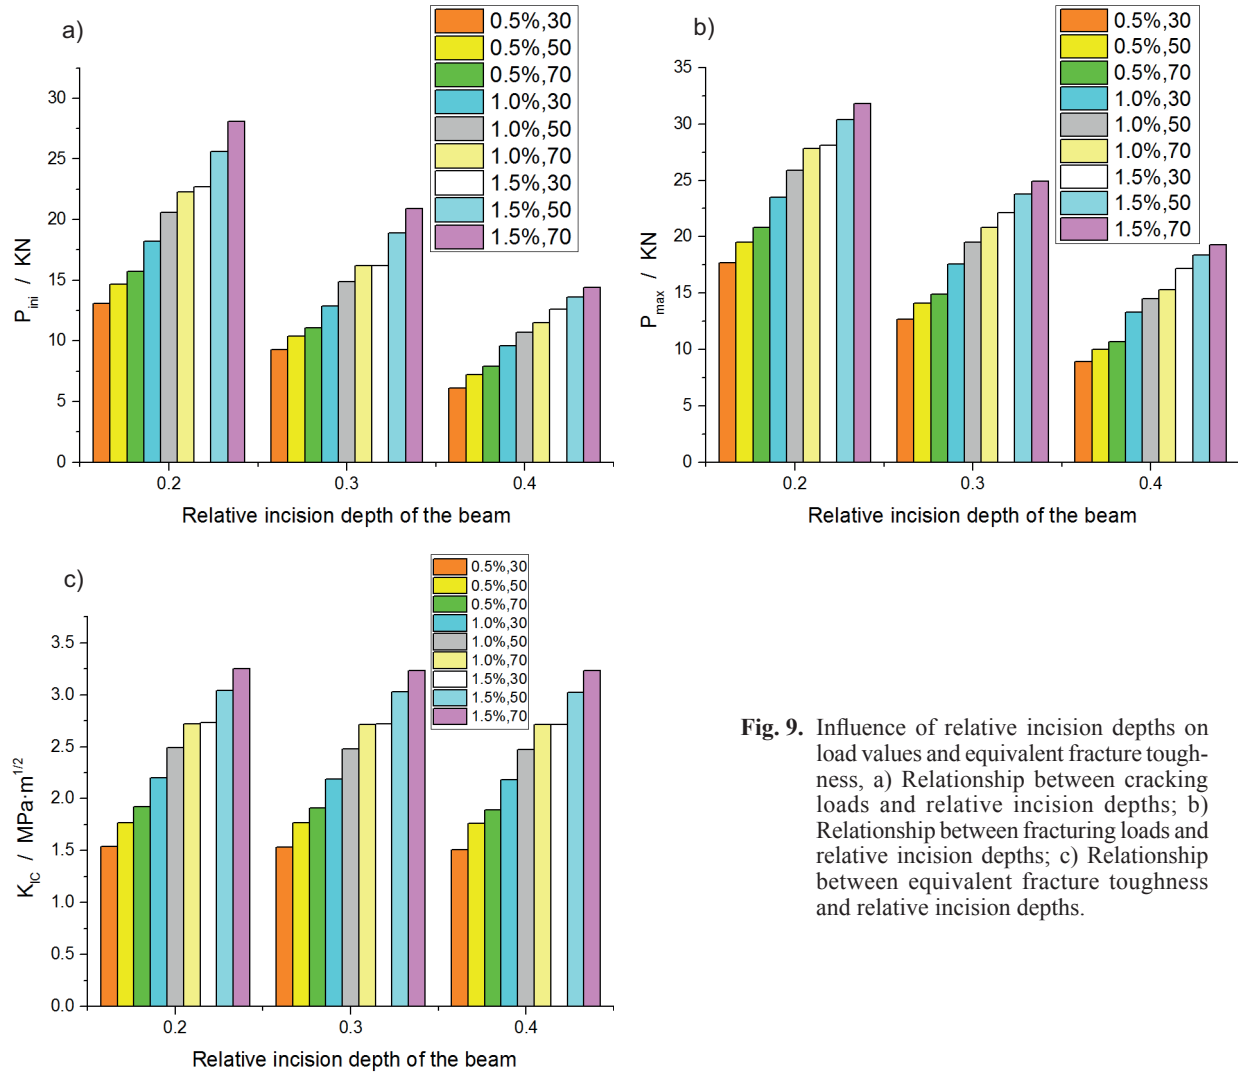 a)
0.5%,30
0.5%,50
0.5%,70
1.0%,30
1.0%,50
1.0%,70
1.5%,30
1.5%,50
1.5%,70
30
25
20
15
10
5
0
P_ini / KN
0.2 0.3 0.4
Relative incision depth of the beam
b)
0.5%,30
0.5%,50
0.5%,70
1.0%,30
1.0%,50
1.0%,70
1.5%,30
1.5%,50
1.5%,70
35
30
25
20
15
10
5
0
P_max / KN
0.2 0.3 0.4
Relative incision depth of the beam
c)
0.5%,30
0.5%,50
0.5%,70
1.0%,30
1.0%,50
1.0%,70
1.5%,30
1.5%,50
1.5%,70
3.5
3.0
2.5
2.0
1.5
1.0
0.5
0.0
K_IC / MPa·m^1/2
0.2 0.3 0.4
Relative incision depth of the beam
Fig. 9. Influence of relative incision depths on
load values and equivalent fracture tough-
ness, a) Relationship between cracking
loads and relative incision depths; b)
Relationship between fracturing loads and
relative incision depths; c) Relationship
between equivalent fracture toughness
and relative incision depths.